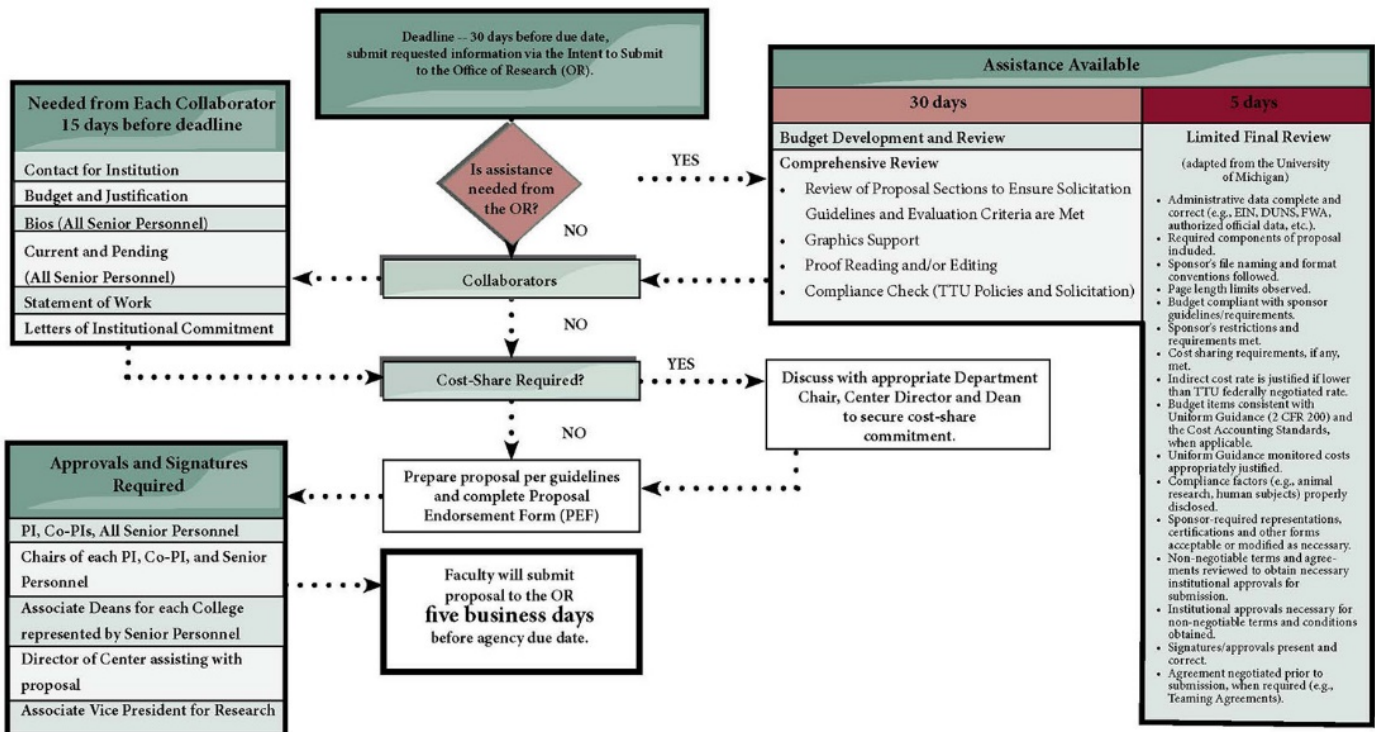 Deadline -- 30 days before due date,
submit requested information via the Intent to Submit
to the Office of Research (OR).
Assistance Available
30 days
5 days
Budget Development and Review
Comprehensive Review
• Review of Proposal Sections to Ensure Solicitation
Guidelines and Evaluation Criteria are Met
• Graphics Support
• Proof Reading and/or Editing
• Compliance Check (TTU Policies and Solicitation)
Limited Final Review
(adapted from the University
of Michigan)
• Administrative data complete and
correct (e.g., EIN, DUNS, FWA,
authorized official data, etc.).
• Required components of proposal
included.
• Sponsor's file naming and format
conventions followed.
• Page length limits observed.
• Budget compliant with sponsor
guidelines/requirements.
• Sponsor's restrictions and
requirements met.
• Cost sharing requirements, if any,
met.
• Indirect cost rate is justified if lower
than TTU federally negotiated rate.
• Budget items consistent with
Uniform Guidance (2 CFR 200) and
the Cost Accounting Standards,
when applicable.
• Uniform Guidance monitored costs
appropriately justified.
• Compliance factors (e.g., animal
research, human subjects) properly
disclosed.
• Sponsor-required representations,
certifications and other forms
acceptable or modified as necessary.
• Non-negotiable terms and agree-
ments reviewed to obtain necessary
institutional approvals for
submission.
• Institutional approvals necessary for
non-negotiable terms and conditions
obtained.
• Signatures/approvals present and
correct.
• Agreement negotiated prior to
submission, when required (e.g.,
Teaming Agreements).
Needed from Each Collaborator
15 days before deadline
Contact for Institution
Budget and Justification
Bios (All Senior Personnel)
Current and Pending
(All Senior Personnel)
Statement of Work
Letters of Institutional Commitment
Is assistance
needed from
the OR?
YES
NO
Collaborators
NO
Cost-Share Required?
YES
Discuss with appropriate Department
Chair, Center Director and Dean
to secure cost-share
commitment.
NO
Prepare proposal per guidelines
and complete Proposal
Endorsement Form (PEF)
Approvals and Signatures
Required
PI, Co-PIs, All Senior Personnel
Chairs of each PI, Co-PI, and Senior
Personnel
Associate Deans for each College
represented by Senior Personnel
Director of Center assisting with
proposal
Associate Vice President for Research
Faculty will submit
proposal to the OR
five business days
before agency due date.